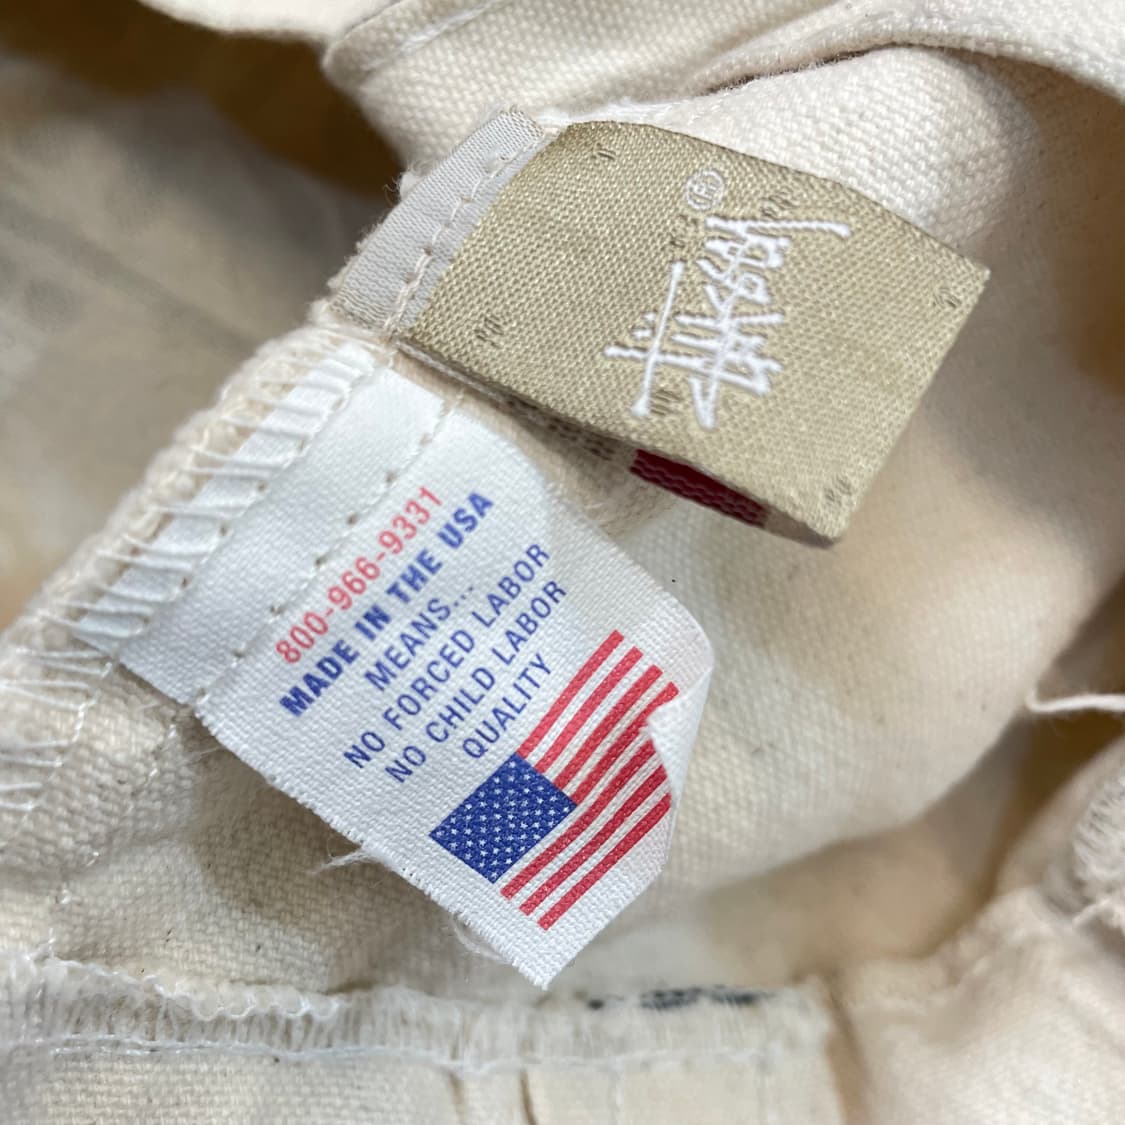 Stüssy®
800-966-9331
MADE IN THE USA
MEANS...
NO FORCED LABOR
NO CHILD LABOR
QUALITY